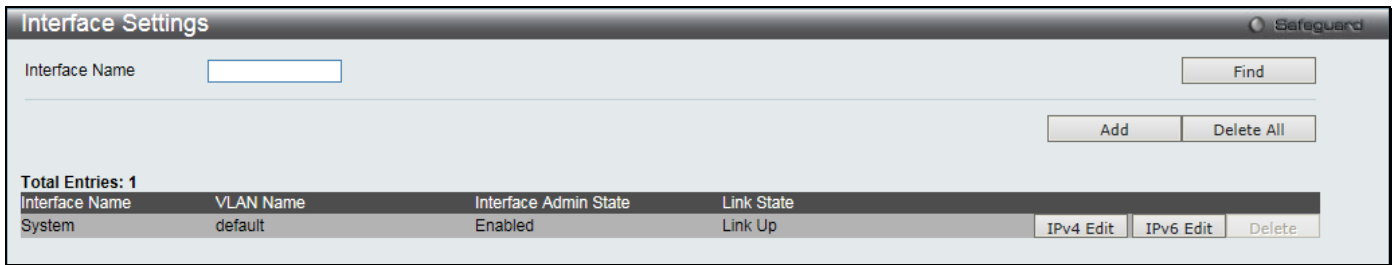 Interface Settings
Safeguard
Interface Name
Find
Add
Delete All
Total Entries: 1
Interface Name VLAN Name Interface Admin State Link State
System default Enabled Link Up IPv4 Edit IPv6 Edit Delete